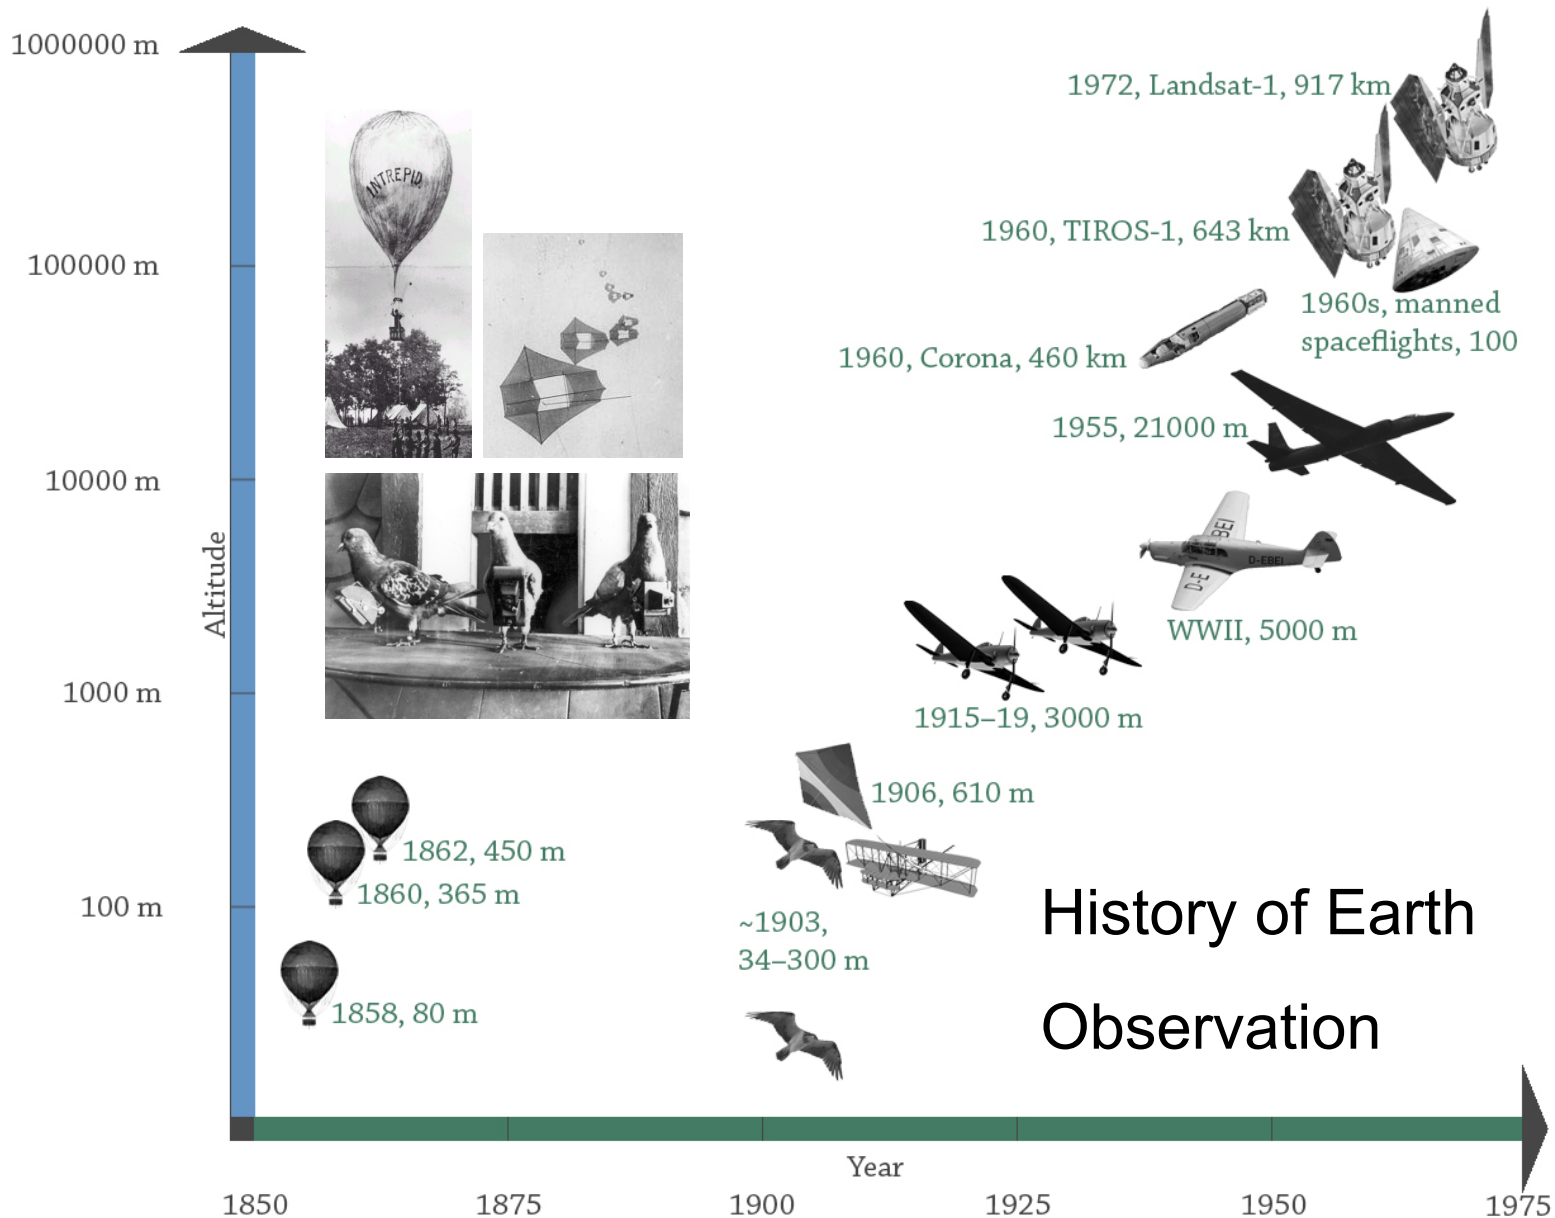 1000000 m
100000 m
10000 m
1000 m
100 m
Altitude
INTREPID
1972, Landsat-1, 917 km
1960, TIROS-1, 643 km
1960s, manned
spaceflights, 100
1960, Corona, 460 km
1955, 21000 m
D-EBEI
BEI
D-E
WWII, 5000 m
1915–19, 3000 m
1906, 610 m
1862, 450 m
1860, 365 m
~1903,
34–300 m
1858, 80 m
History of Earth
Observation
Year
1850
1875
1900
1925
1950
1975